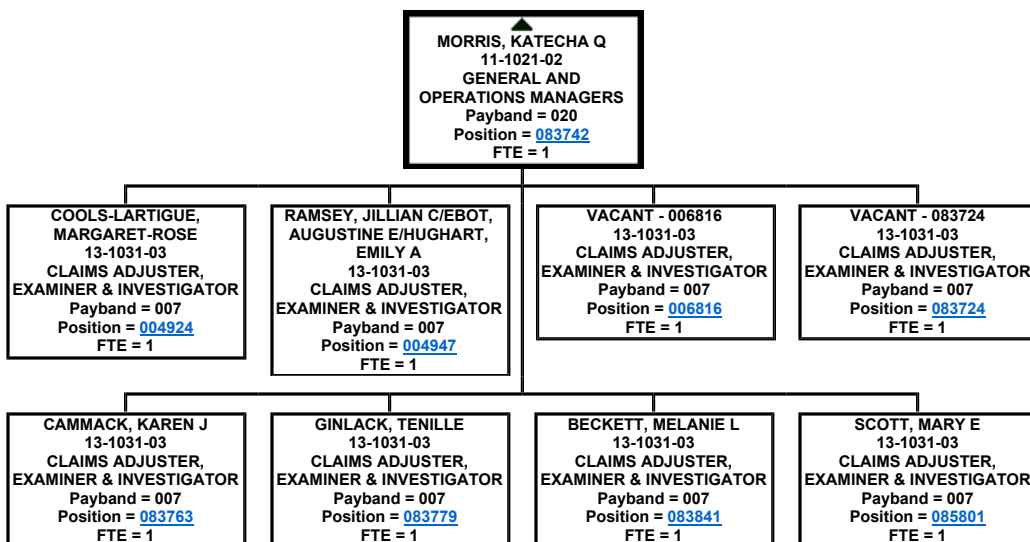 MORRIS, KATECHA Q
11-1021-02
GENERAL AND
OPERATIONS MANAGERS
Payband = 020
Position = 083742
FTE = 1
COOLS-LARTIGUE,
MARGARET-ROSE
13-1031-03
CLAIMS ADJUSTER,
EXAMINER & INVESTIGATOR
Payband = 007
Position = 004924
FTE = 1
RAMSEY, JILLIAN C/EBOT,
AUGUSTINE E/HUGHART,
EMILY A
13-1031-03
CLAIMS ADJUSTER,
EXAMINER & INVESTIGATOR
Payband = 007
Position = 004947
FTE = 1
VACANT - 006816
13-1031-03
CLAIMS ADJUSTER,
EXAMINER & INVESTIGATOR
Payband = 007
Position = 006816
FTE = 1
VACANT - 083724
13-1031-03
CLAIMS ADJUSTER,
EXAMINER & INVESTIGATOR
Payband = 007
Position = 083724
FTE = 1
CAMMACK, KAREN J
13-1031-03
CLAIMS ADJUSTER,
EXAMINER & INVESTIGATOR
Payband = 007
Position = 083763
FTE = 1
GINLACK, TENILLE
13-1031-03
CLAIMS ADJUSTER,
EXAMINER & INVESTIGATOR
Payband = 007
Position = 083779
FTE = 1
BECKETT, MELANIE L
13-1031-03
CLAIMS ADJUSTER,
EXAMINER & INVESTIGATOR
Payband = 007
Position = 083841
FTE = 1
SCOTT, MARY E
13-1031-03
CLAIMS ADJUSTER,
EXAMINER & INVESTIGATOR
Payband = 007
Position = 085801
FTE = 1